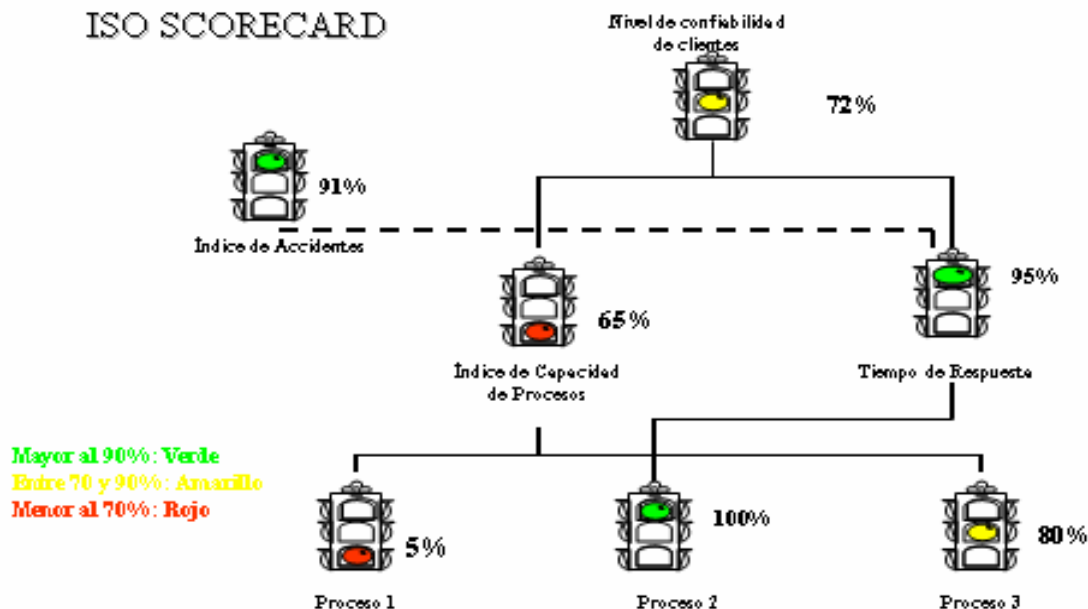 ISO SCORECARD
Nivel de confiabilidad
de clientes
72%
91%
Índice de Accidentes
95%
65%
Índice de Capacidad
de Procesos
Tiempo de Respuesta
Mayor al 90%: Verde
Entre 70 y 90%: Amarillo
Menor al 70%: Rojo
5%
100%
80%
Proceso 1
Proceso 2
Proceso 3